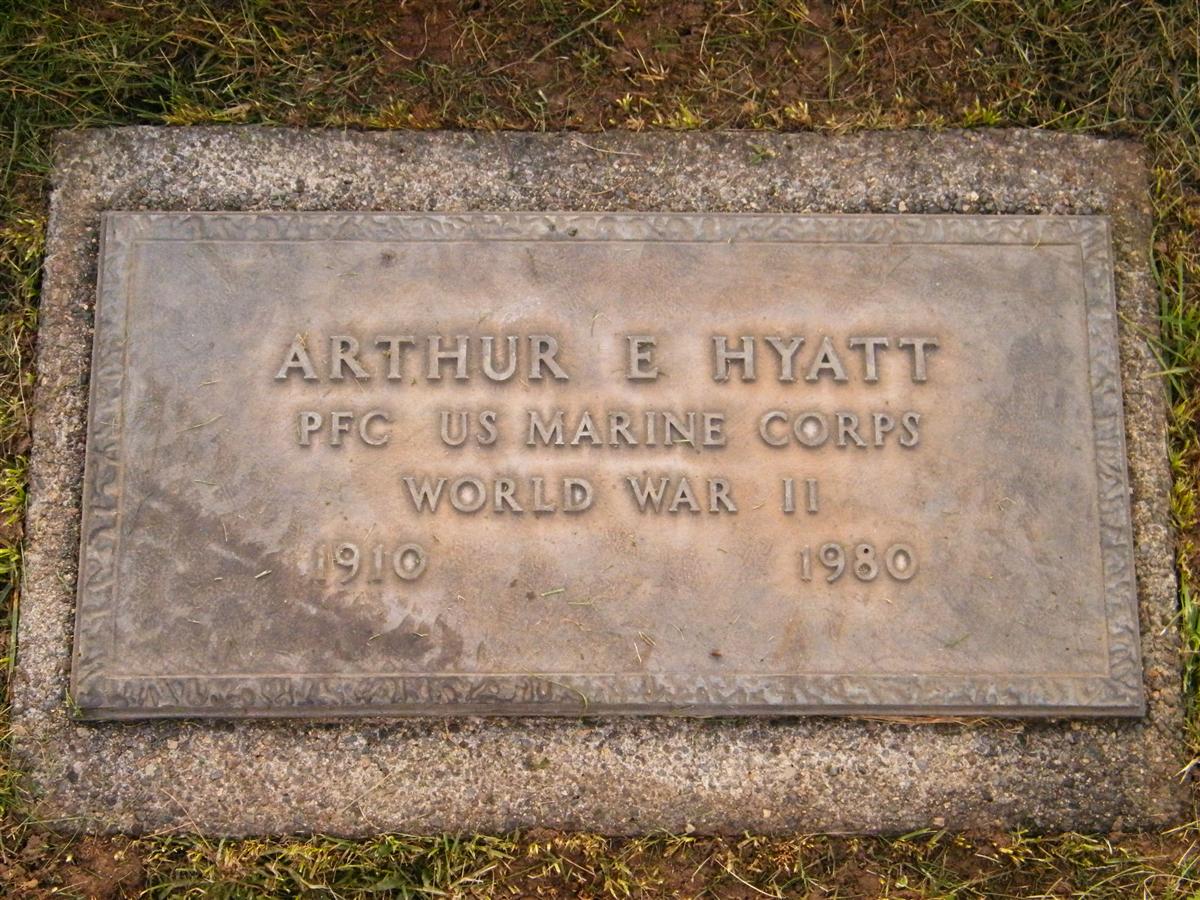 ARTHUR E HYATT
PFC US MARINE CORPS
WORLD WAR II
1910 1980